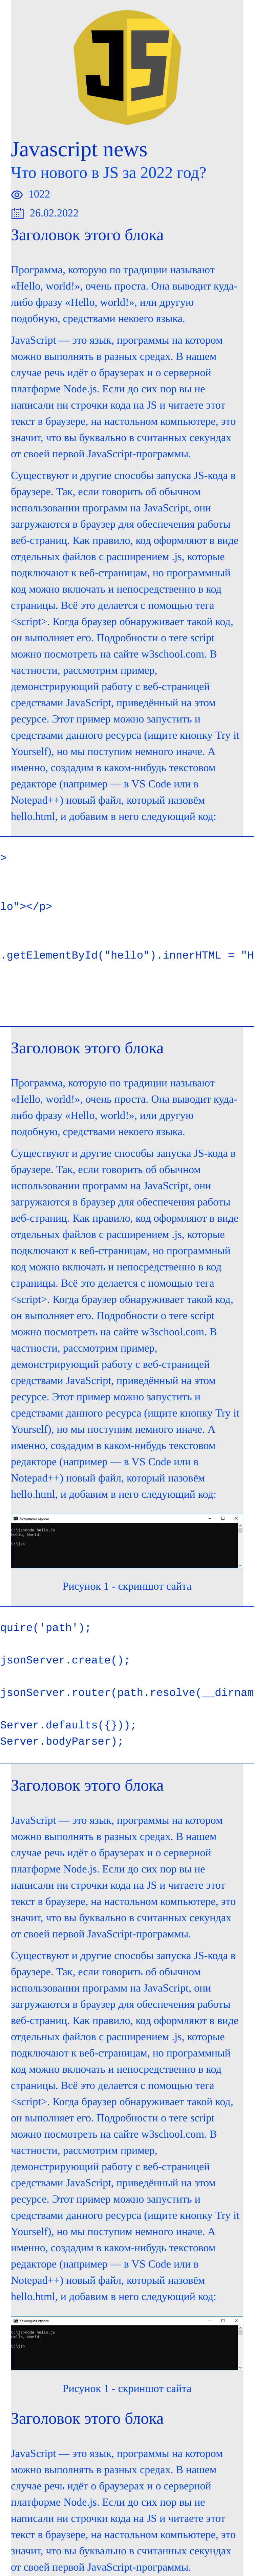 JS
Javascript news
Что нового в JS за 2022 год?
1022
26.02.2022
Заголовок этого блока
Программа, которую по традиции называют
«Hello, world!», очень проста. Она выводит куда-
либо фразу «Hello, world!», или другую
подобную, средствами некоего языка.
JavaScript — это язык, программы на котором
можно выполнять в разных средах. В нашем
случае речь идёт о браузерах и о серверной
платформе Node.js. Если до сих пор вы не
написали ни строчки кода на JS и читаете этот
текст в браузере, на настольном компьютере, это
значит, что вы буквально в считанных секундах
от своей первой JavaScript-программы.
Существуют и другие способы запуска JS-кода в
браузере. Так, если говорить об обычном
использовании программ на JavaScript, они
загружаются в браузер для обеспечения работы
веб-страниц. Как правило, код оформляют в виде
отдельных файлов с расширением .js, которые
подключают к веб-страницам, но программный
код можно включать и непосредственно в код
страницы. Всё это делается с помощью тега
<script>. Когда браузер обнаруживает такой код,
он выполняет его. Подробности о теге script
можно посмотреть на сайте w3school.com. В
частности, рассмотрим пример,
демонстрирующий работу с веб-страницей
средствами JavaScript, приведённый на этом
ресурсе. Этот пример можно запустить и
средствами данного ресурса (ищите кнопку Try it
Yourself), но мы поступим немного иначе. А
именно, создадим в каком-нибудь текстовом
редакторе (например — в VS Code или в
Notepad++) новый файл, который назовём
hello.html, и добавим в него следующий код:
>
lo"></p>
.getElementById("hello").innerHTML = "H
Заголовок этого блока
Программа, которую по традиции называют
«Hello, world!», очень проста. Она выводит куда-
либо фразу «Hello, world!», или другую
подобную, средствами некоего языка.
Существуют и другие способы запуска JS-кода в
браузере. Так, если говорить об обычном
использовании программ на JavaScript, они
загружаются в браузер для обеспечения работы
веб-страниц. Как правило, код оформляют в виде
отдельных файлов с расширением .js, которые
подключают к веб-страницам, но программный
код можно включать и непосредственно в код
страницы. Всё это делается с помощью тега
<script>. Когда браузер обнаруживает такой код,
он выполняет его. Подробности о теге script
можно посмотреть на сайте w3school.com. В
частности, рассмотрим пример,
демонстрирующий работу с веб-страницей
средствами JavaScript, приведённый на этом
ресурсе. Этот пример можно запустить и
средствами данного ресурса (ищите кнопку Try it
Yourself), но мы поступим немного иначе. А
именно, создадим в каком-нибудь текстовом
редакторе (например — в VS Code или в
Notepad++) новый файл, который назовём
hello.html, и добавим в него следующий код:
Командная строка
C:\js>node hello.js
Hello, World!
C:\js>
Рисунок 1 - скриншот сайта
quire('path');
jsonServer.create();
jsonServer.router(path.resolve(__dirnam
Server.defaults({}));
Server.bodyParser);
Заголовок этого блока
JavaScript — это язык, программы на котором
можно выполнять в разных средах. В нашем
случае речь идёт о браузерах и о серверной
платформе Node.js. Если до сих пор вы не
написали ни строчки кода на JS и читаете этот
текст в браузере, на настольном компьютере, это
значит, что вы буквально в считанных секундах
от своей первой JavaScript-программы.
Существуют и другие способы запуска JS-кода в
браузере. Так, если говорить об обычном
использовании программ на JavaScript, они
загружаются в браузер для обеспечения работы
веб-страниц. Как правило, код оформляют в виде
отдельных файлов с расширением .js, которые
подключают к веб-страницам, но программный
код можно включать и непосредственно в код
страницы. Всё это делается с помощью тега
<script>. Когда браузер обнаруживает такой код,
он выполняет его. Подробности о теге script
можно посмотреть на сайте w3school.com. В
частности, рассмотрим пример,
демонстрирующий работу с веб-страницей
средствами JavaScript, приведённый на этом
ресурсе. Этот пример можно запустить и
средствами данного ресурса (ищите кнопку Try it
Yourself), но мы поступим немного иначе. А
именно, создадим в каком-нибудь текстовом
редакторе (например — в VS Code или в
Notepad++) новый файл, который назовём
hello.html, и добавим в него следующий код:
Командная строка
C:\js>node hello.js
Hello, World!
C:\js>
Рисунок 1 - скриншот сайта
Заголовок этого блока
JavaScript — это язык, программы на котором
можно выполнять в разных средах. В нашем
случае речь идёт о браузерах и о серверной
платформе Node.js. Если до сих пор вы не
написали ни строчки кода на JS и читаете этот
текст в браузере, на настольном компьютере, это
значит, что вы буквально в считанных секундах
от своей первой JavaScript-программы.